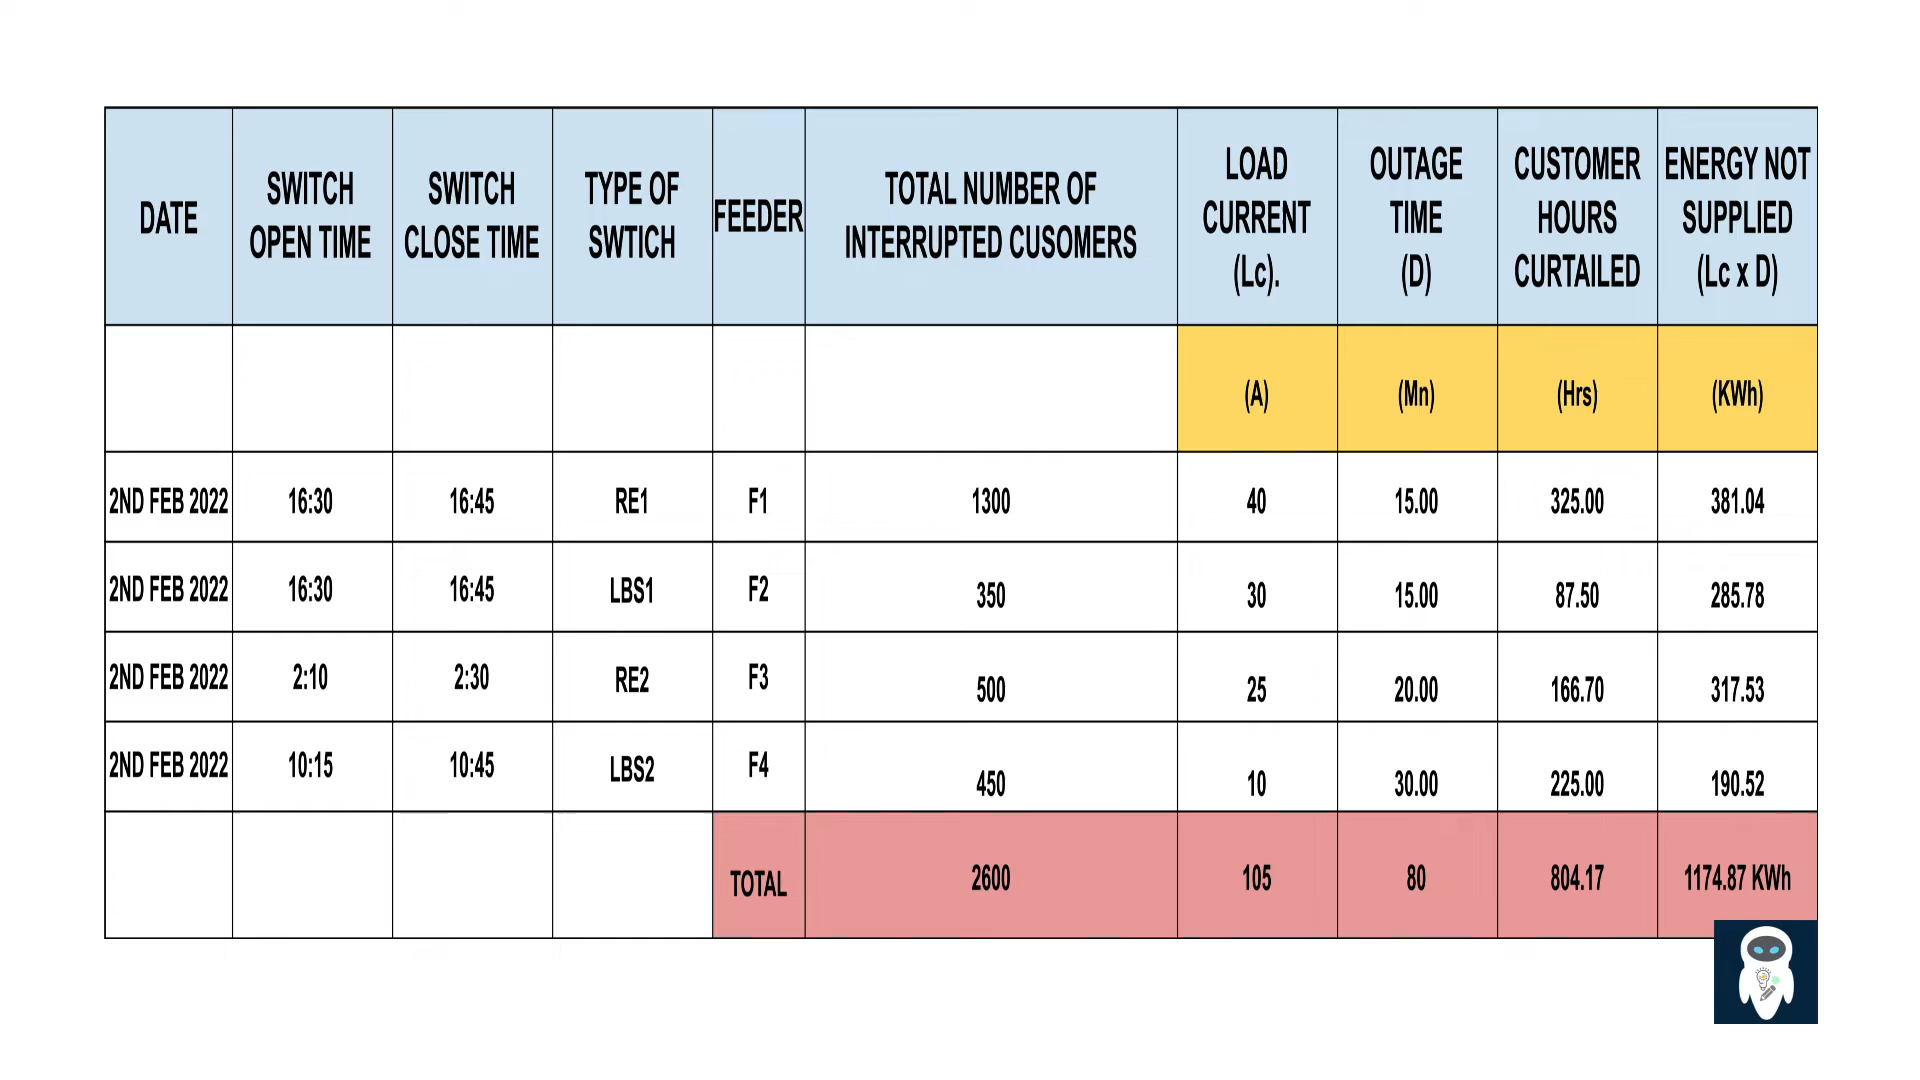 DATE
SWITCH
OPEN TIME
SWITCH
CLOSE TIME
TYPE OF
SWTICH
FEEDER
TOTAL NUMBER OF
INTERRUPTED CUSOMERS
LOAD
CURRENT
(Lc).
OUTAGE
TIME
(D)
CUSTOMER
HOURS
CURTAILED
ENERGY NOT
SUPPLIED
(Lc x D)
(A) (Mn) (Hrs) (KWh)
2ND FEB 2022 16:30 16:45 RE1 F1 1300 40 15.00 325.00 381.04
2ND FEB 2022 16:30 16:45 LBS1 F2 350 30 15.00 87.50 285.78
2ND FEB 2022 2:10 2:30 RE2 F3 500 25 20.00 166.70 317.53
2ND FEB 2022 10:15 10:45 LBS2 F4 450 10 30.00 225.00 190.52
TOTAL 2600 105 80 804.17 1174.87 KWh